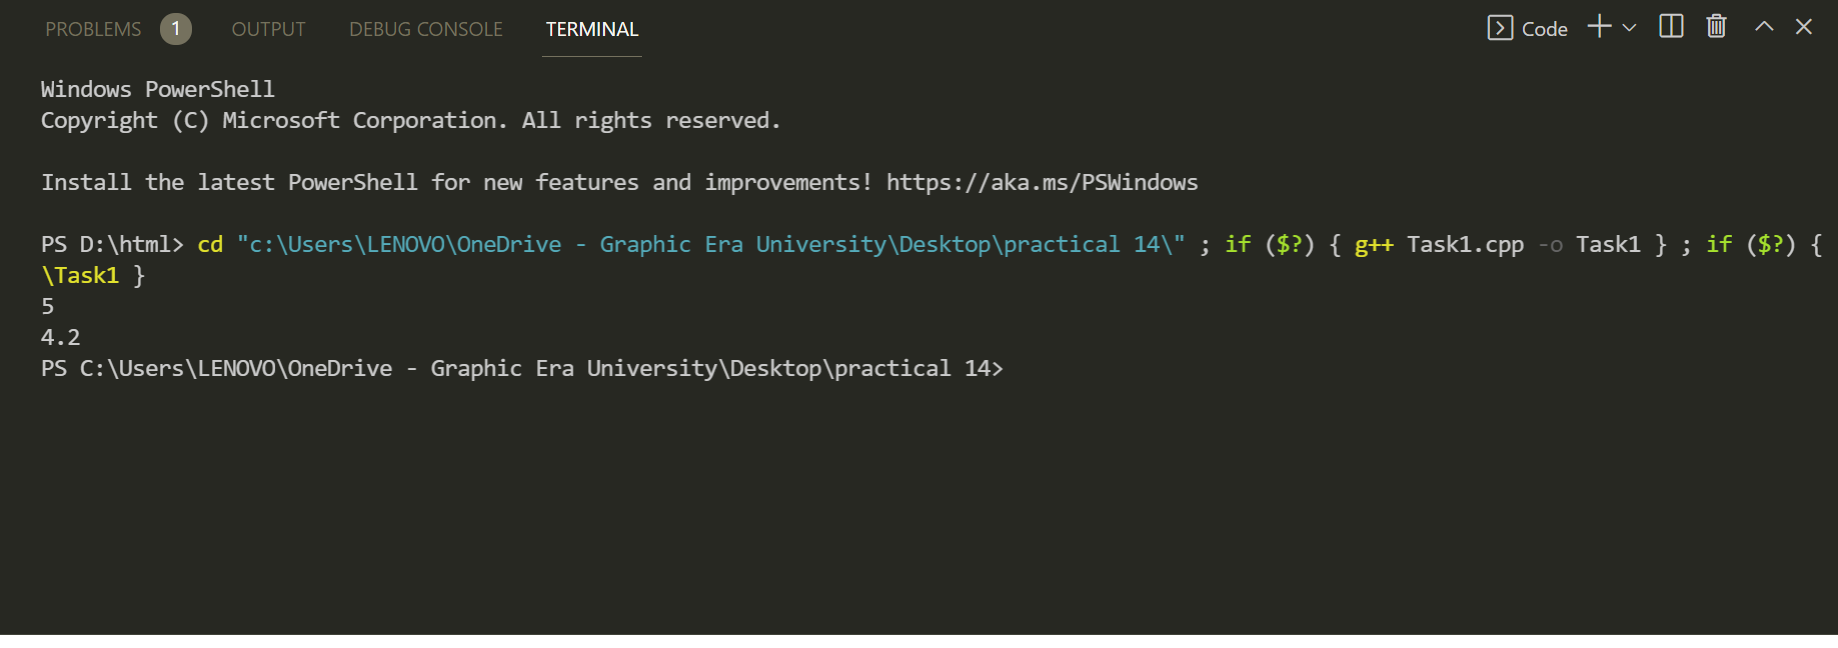 PROBLEMS 1 OUTPUT DEBUG CONSOLE TERMINAL Code
Windows PowerShell
Copyright (C) Microsoft Corporation. All rights reserved.
Install the latest PowerShell for new features and improvements! https://aka.ms/PSWindows
PS D:\html> cd "c:\Users\LENOVO\OneDrive - Graphic Era University\Desktop\practical 14\" ; if ($?) { g++ Task1.cpp -o Task1 } ; if ($?) {
\Task1 }
5
4.2
PS C:\Users\LENOVO\OneDrive - Graphic Era University\Desktop\practical 14>